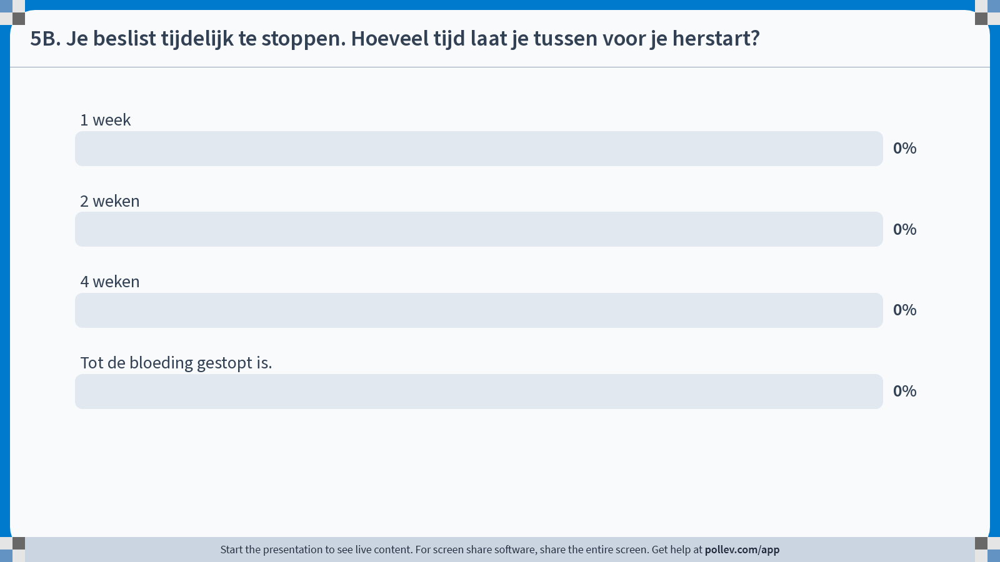 5B. Je beslist tijdelijk te stoppen. Hoeveel tijd laat je tussen voor je herstart?
1 week
0%
2 weken
0%
4 weken
0%
Tot de bloeding gestopt is.
0%
Start the presentation to see live content. For screen share software, share the entire screen. Get help at pollev.com/app